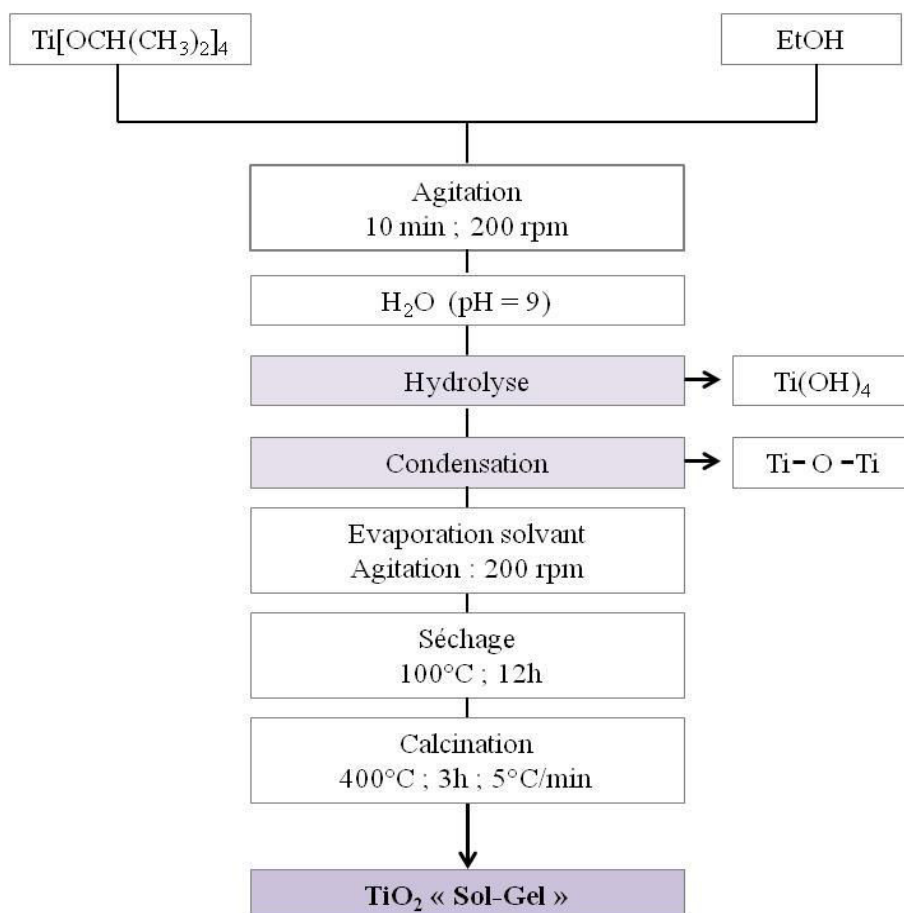 Ti[OCH(CH₃)₂]₄
EtOH
Agitation
10 min ; 200 rpm
H₂O (pH = 9)
Hydrolyse
Ti(OH)₄
Condensation
Ti- O -Ti
Evaporation solvant
Agitation : 200 rpm
Séchage
100°C ; 12h
Calcination
400°C ; 3h ; 5°C/min
TiO₂ « Sol-Gel »